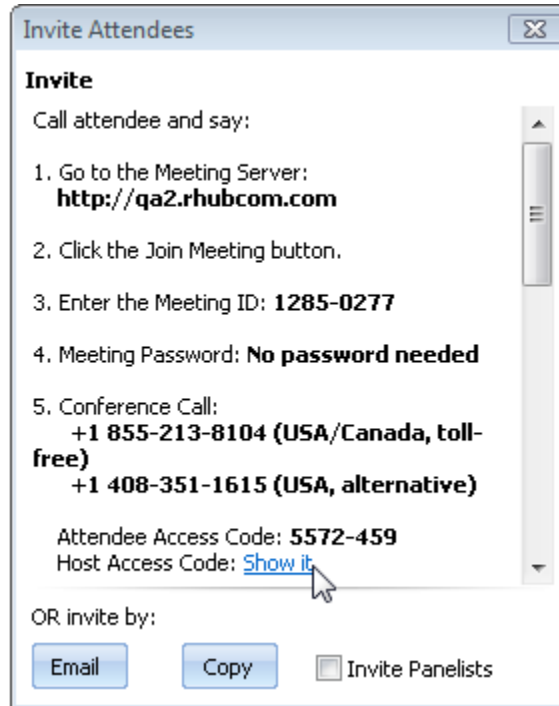 Invite Attendees
Invite
Call attendee and say:
1. Go to the Meeting Server:
http://qa2.rhubcom.com
2. Click the Join Meeting button.
3. Enter the Meeting ID: 1285-0277
4. Meeting Password: No password needed
5. Conference Call:
+1 855-213-8104 (USA/Canada, toll-
free)
+1 408-351-1615 (USA, alternative)
Attendee Access Code: 5572-459
Host Access Code: Show it
OR invite by:
Email Copy Invite Panelists